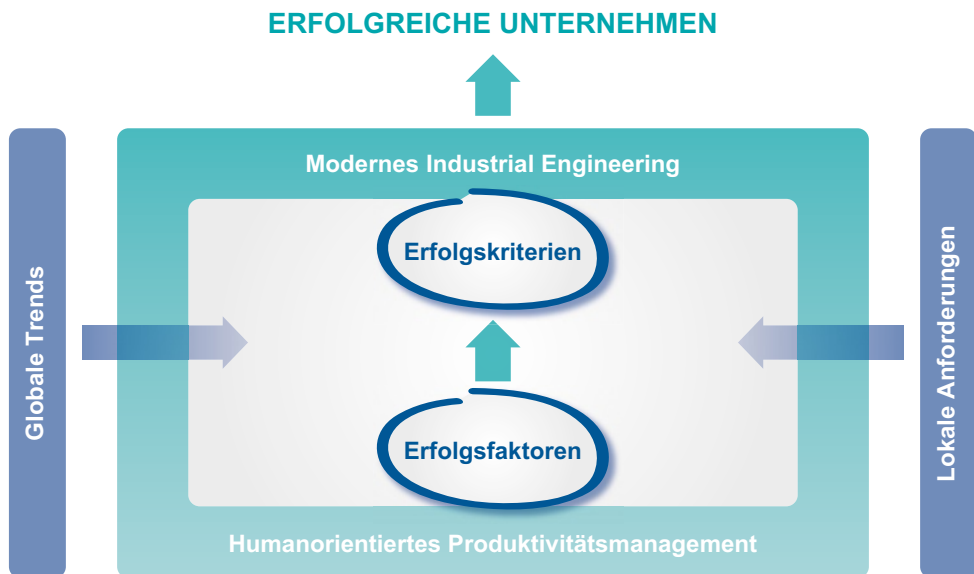 ERFOLGREICHE UNTERNEHMEN
Modernes Industrial Engineering
Erfolgskriterien
Globale Trends
Lokale Anforderungen
Erfolgsfaktoren
Humanorientiertes Produktivitätsmanagement